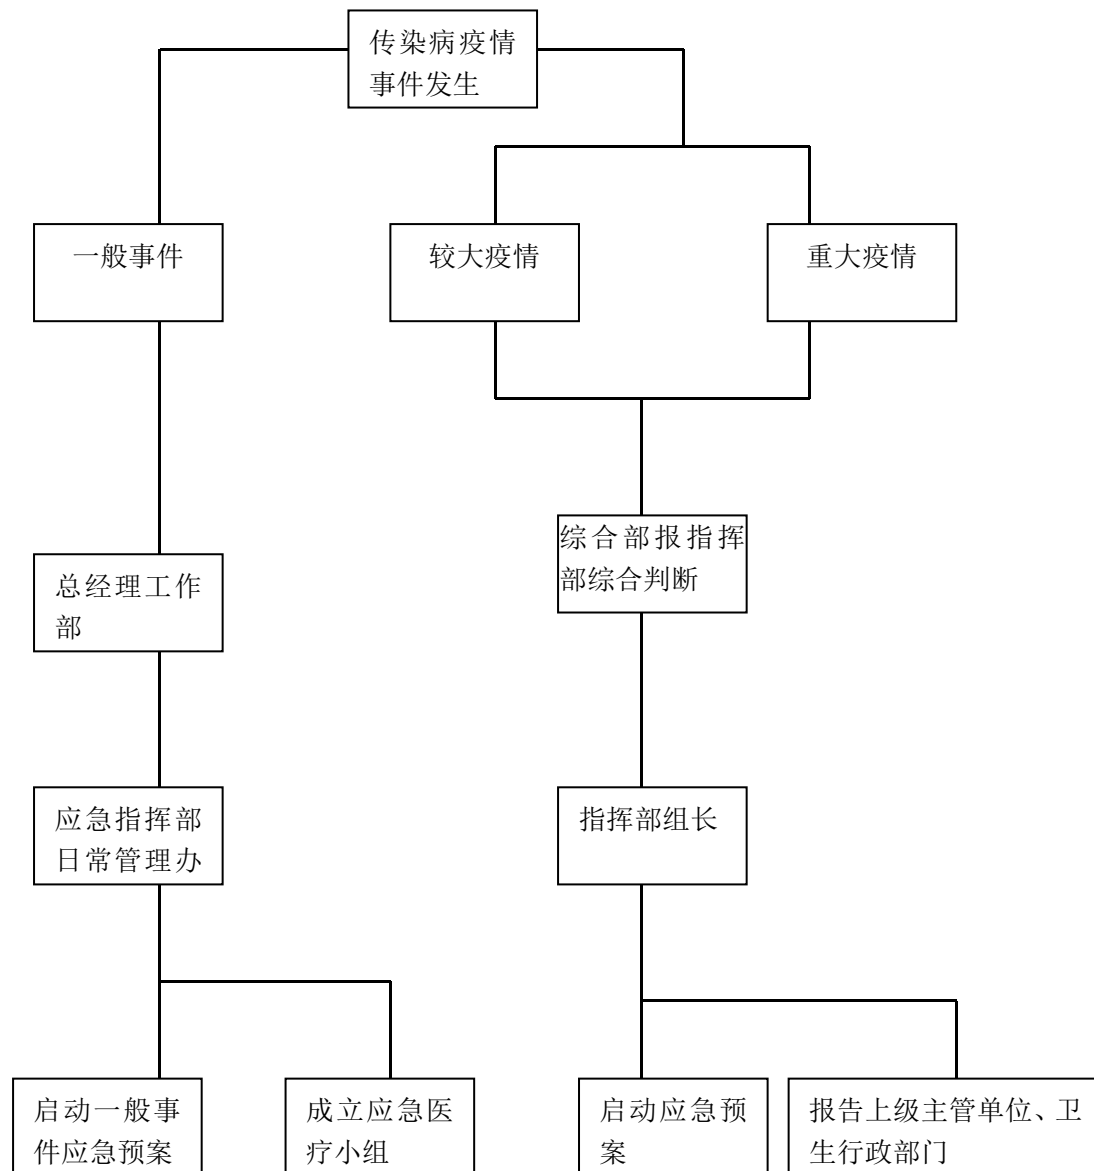 传染病疫情
事件发生
一般事件
较大疫情
重大疫情
综合部报指挥
部综合判断
总经理工作
部
应急指挥部
日常管理办
指挥部组长
启动一般事
件应急预案
成立应急医
疗小组
启动应急预
案
报告上级主管单位、卫
生行政部门